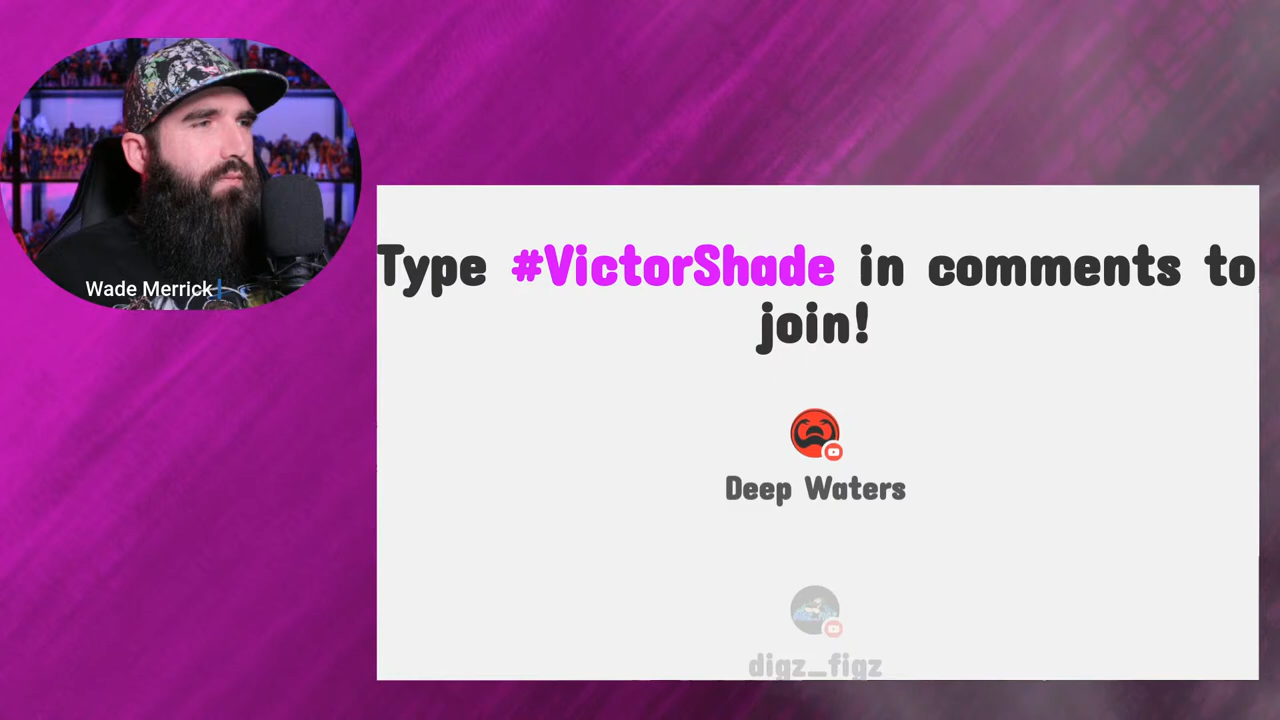 Wade Merrick
Type #VictorShade in comments to
join!
Deep Waters
digz_figz